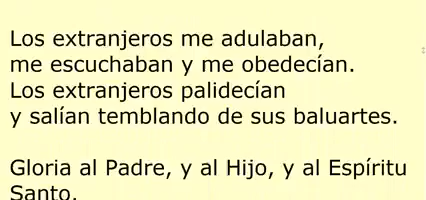 Los extranjeros me adulaban,
me escuchaban y me obedecían.
Los extranjeros palidecían
y salían temblando de sus baluartes.
Gloria al Padre, y al Hijo, y al Espíritu
Santo.